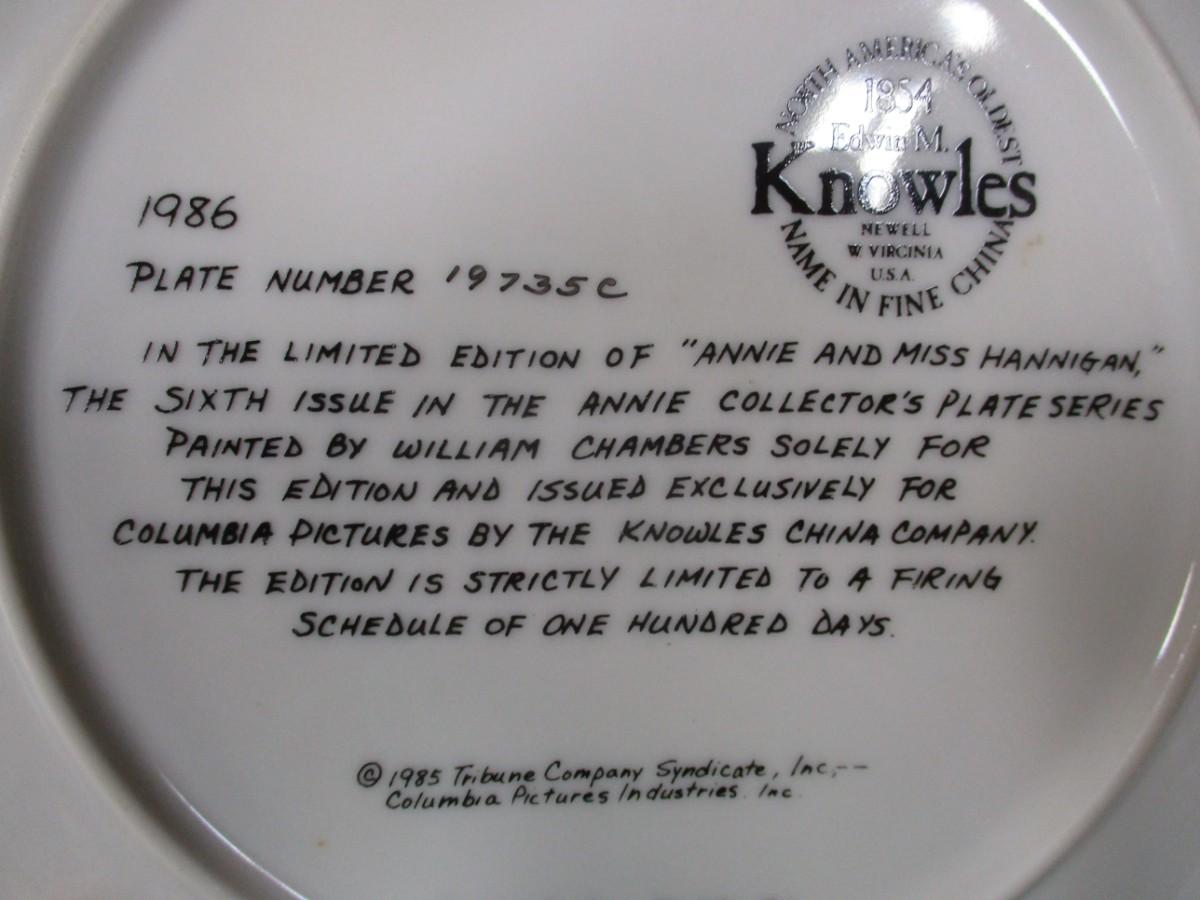 NORTH AMERICA'S OLDEST
1854
Edwin M.
Knowles
NEWELL
W. VIRGINIA
U.S.A.
NAME IN FINE CHINA
1986
PLATE NUMBER 19735C
IN THE LIMITED EDITION OF "ANNIE AND MISS HANNIGAN,"
THE SIXTH ISSUE IN THE ANNIE COLLECTOR'S PLATE SERIES
PAINTED BY WILLIAM CHAMBERS SOLELY FOR
THIS EDITION AND ISSUED EXCLUSIVELY FOR
COLUMBIA PICTURES BY THE KNOWLES CHINA COMPANY.
THE EDITION IS STRICTLY LIMITED TO A FIRING
SCHEDULE OF ONE HUNDRED DAYS.
© 1985 Tribune Company Syndicate, Inc,--
Columbia Pictures Industries. Inc.